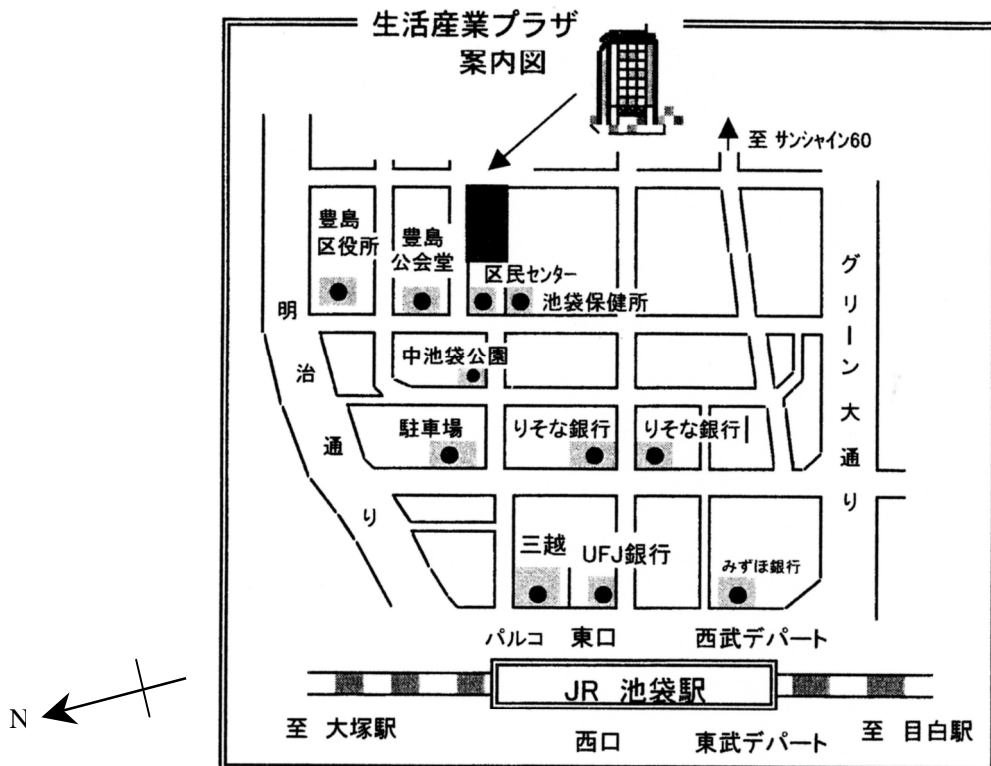 生活産業プラザ
案内図
至 サンシャイン60
豊島
区役所
豊島
公会堂
区民センター
池袋保健所
グリーン大通り
明治通り
中池袋公園
駐車場
りそな銀行
りそな銀行
三越
UFJ銀行
みずほ銀行
パルコ
東口
西武デパート
JR 池袋駅
N
至 大塚駅
西口
東武デパート
至 目白駅